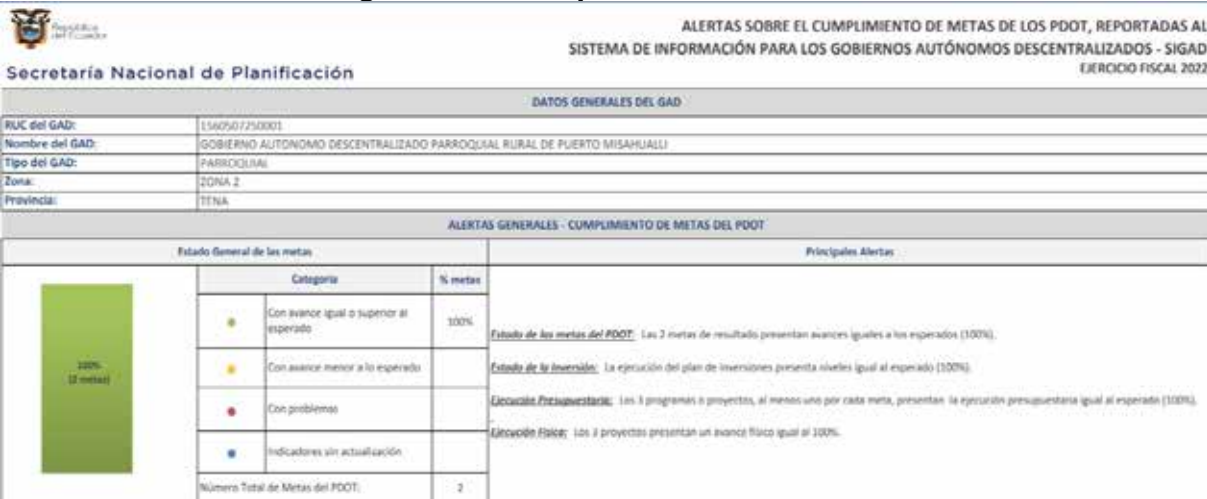 República
del Ecuador
Secretaría Nacional de Planificación
ALERTAS SOBRE EL CUMPLIMIENTO DE METAS DE LOS PDOT, REPORTADAS AL
SISTEMA DE INFORMACIÓN PARA LOS GOBIERNOS AUTÓNOMOS DESCENTRALIZADOS - SIGAD
EJERCICIO FISCAL 2022
DATOS GENERALES DEL GAD
RUC del GAD: 1560507250001
Nombre del GAD: GOBIERNO AUTONOMO DESCENTRALIZADO PARROQUIAL RURAL DE PUERTO MISAHUALLI
Tipo del GAD: PARROQUIAL
Zona: ZONA 2
Provincia: TENA
ALERTAS GENERALES - CUMPLIMIENTO DE METAS DEL PDOT
Estado General de las metas
Principales Alertas
Categoría % metas
100%
(2 metas)
Con avance igual o superior al
esperado
100%
Con avance menor a lo esperado
Con problemas
Indicadores sin actualización
Número Total de Metas del PDOT: 2
Estado de las metas del PDOT: Las 2 metas de resultado presentan avances iguales a los esperados (100%).
Estado de la Inversión: La ejecución del plan de inversiones presenta niveles igual al esperado (100%).
Ejecución Presupuestaria: Los 3 programas o proyectos, al menos uno por cada meta, presentan la ejecución presupuestaria igual al esperado (100%).
Ejecución Física: Los 3 proyectos presentan un avance físico igual al 100%.